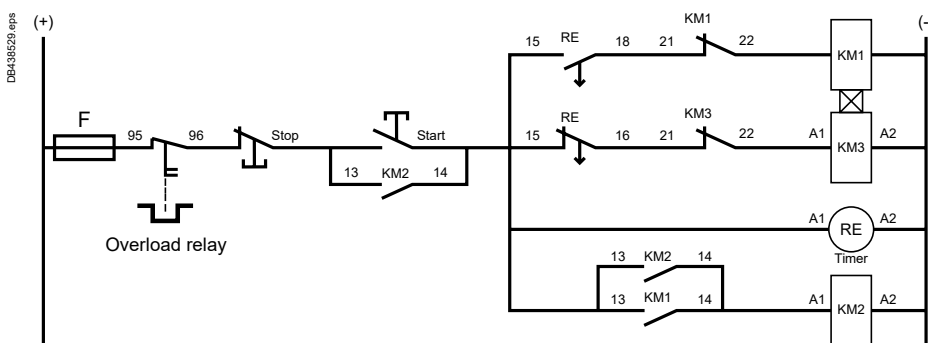 DB438529.eps
(+)
(-
KM1
15 RE 18 21 22
KM1
F
95 96 Stop Start
13 KM2 14
Overload relay
RE KM3
15 16 21 22 A1 KM3 A2
A1 RE A2
Timer
13 KM2 14
13 KM1 14 A1 KM2 A2